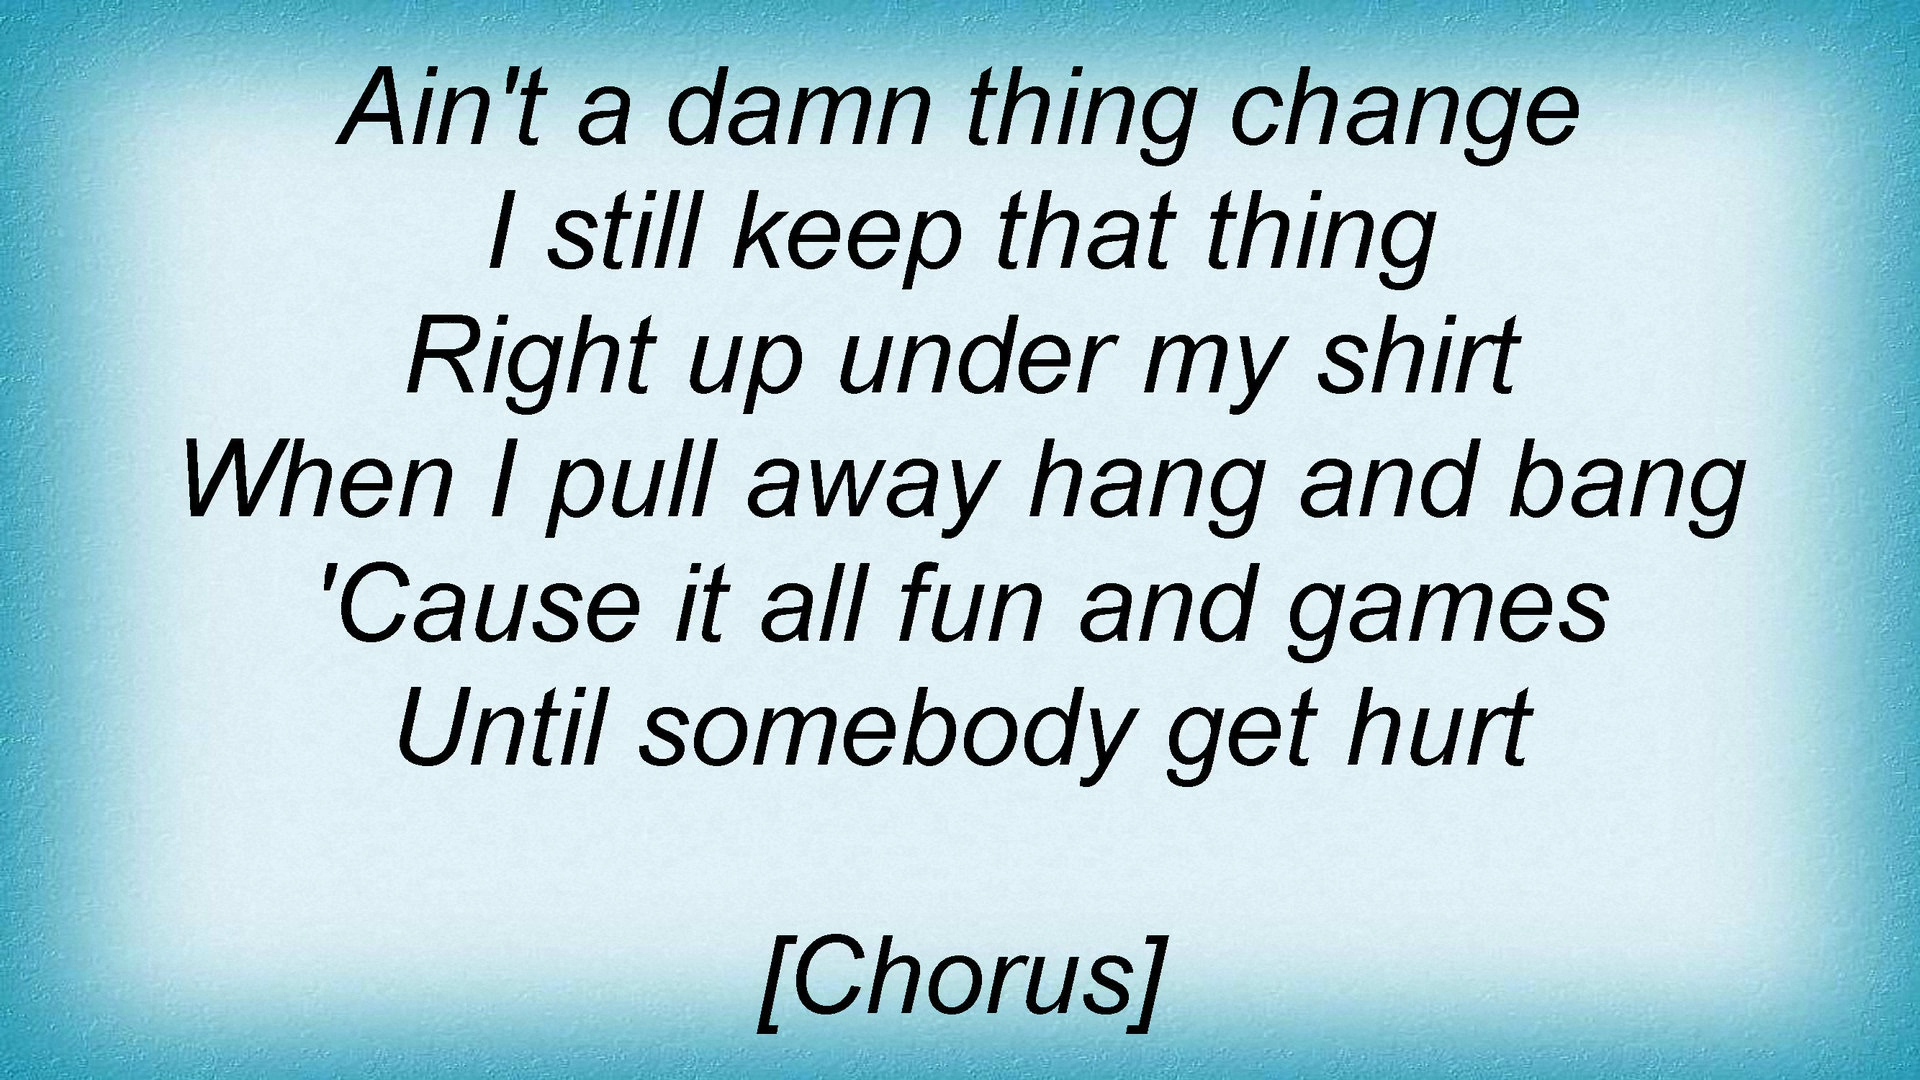 Ain't a damn thing change
I still keep that thing
Right up under my shirt
When I pull away hang and bang
'Cause it all fun and games
Until somebody get hurt
[Chorus]